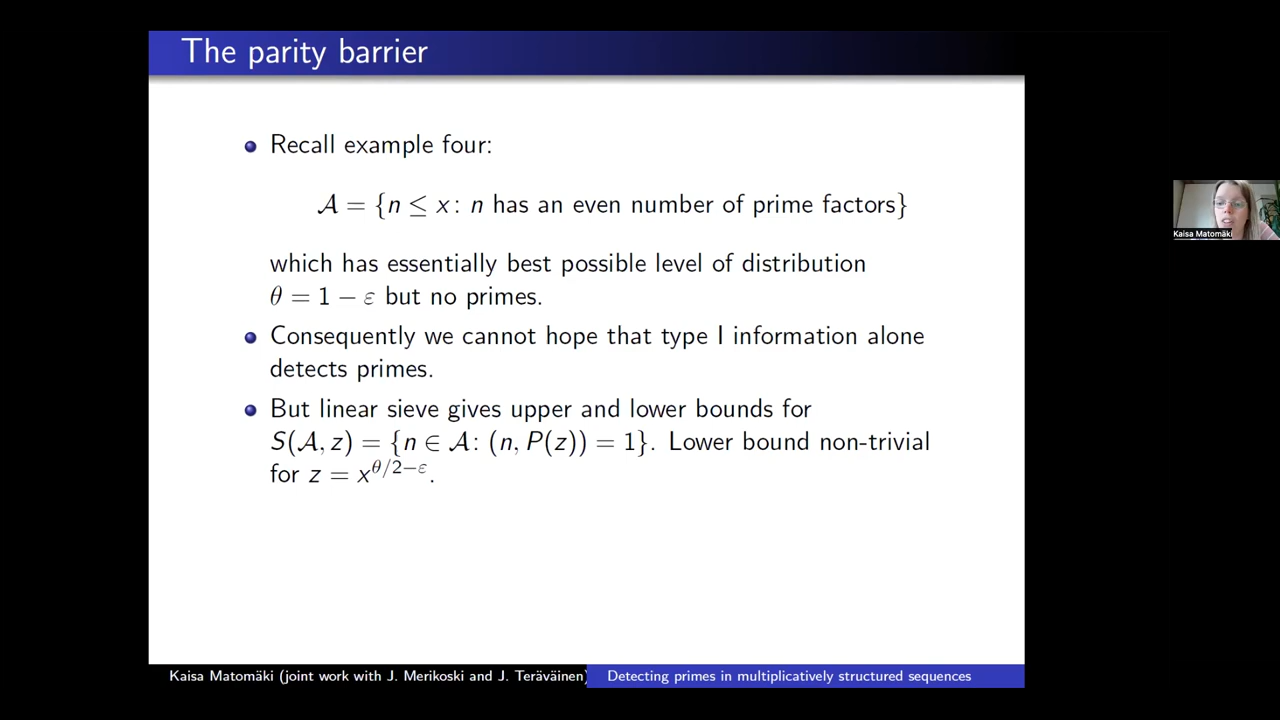 The parity barrier
Recall example four:
𝒜 = {n ≤ x : n has an even number of prime factors}
which has essentially best possible level of distribution
θ = 1 − ε but no primes.
Consequently we cannot hope that type I information alone
detects primes.
But linear sieve gives upper and lower bounds for
S(𝒜, z) = {n ∈ 𝒜 : (n, P(z)) = 1}. Lower bound non-trivial
for z = x^{θ/2−ε}.
Kaisa Matomäki
Kaisa Matomäki (joint work with J. Merikoski and J. Teräväinen)
Detecting primes in multiplicatively structured sequences